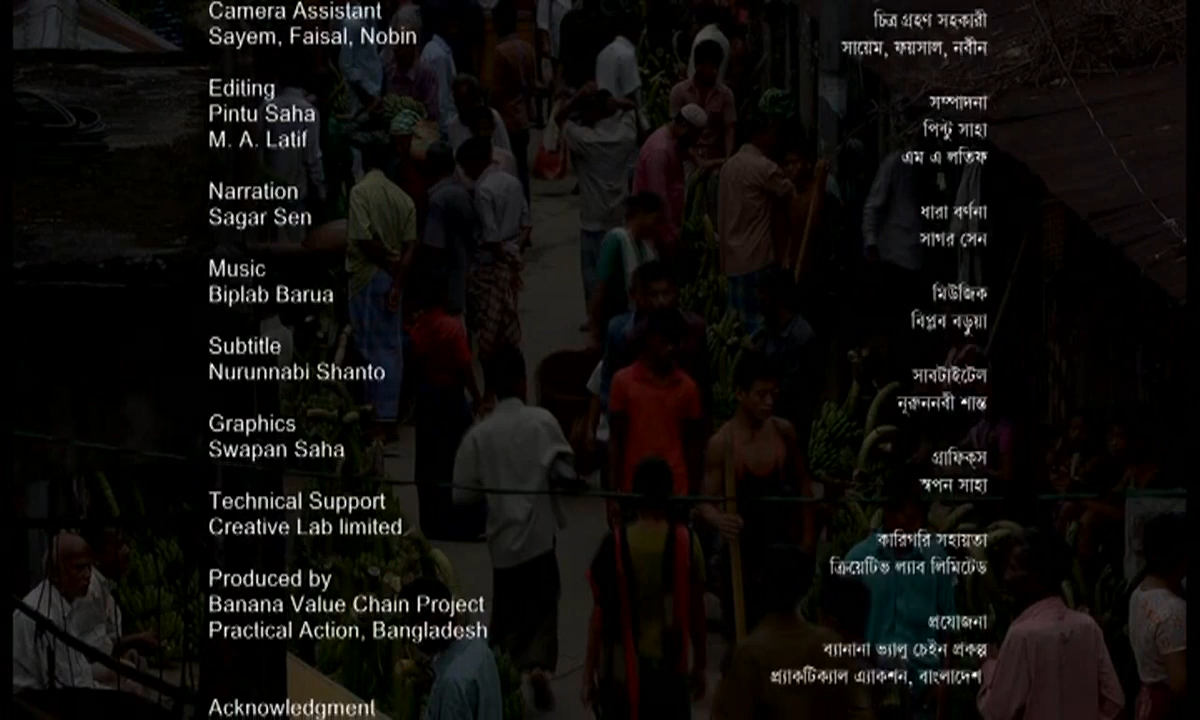 Camera Assistant
Sayem, Faisal, Nobin
Editing
Pintu Saha
M. A. Latif
Narration
Sagar Sen
Music
Biplab Barua
Subtitle
Nurunnabi Shanto
Graphics
Swapan Saha
Technical Support
Creative Lab limited
Produced by
Banana Value Chain Project
Practical Action, Bangladesh
Acknowledgment
চিত্র গ্রহণ সহকারী
সায়েম, ফয়সাল, নবীন
সম্পাদনা
পিন্টু সাহা
এম এ লতিফ
ধারা বর্ণনা
সাগর সেন
মিউজিক
বিপ্লব বড়ুয়া
সাবটাইটেল
নূরুননবী শান্ত
গ্রাফিক্স
স্বপন সাহা
কারিগরি সহায়তা
ক্রিয়েটিভ ল্যাব লিমিটেড
প্রযোজনা
ব্যানানা ভ্যালু চেইন প্রকল্প
প্র্যাকটিক্যাল এ্যাকশন, বাংলাদেশ